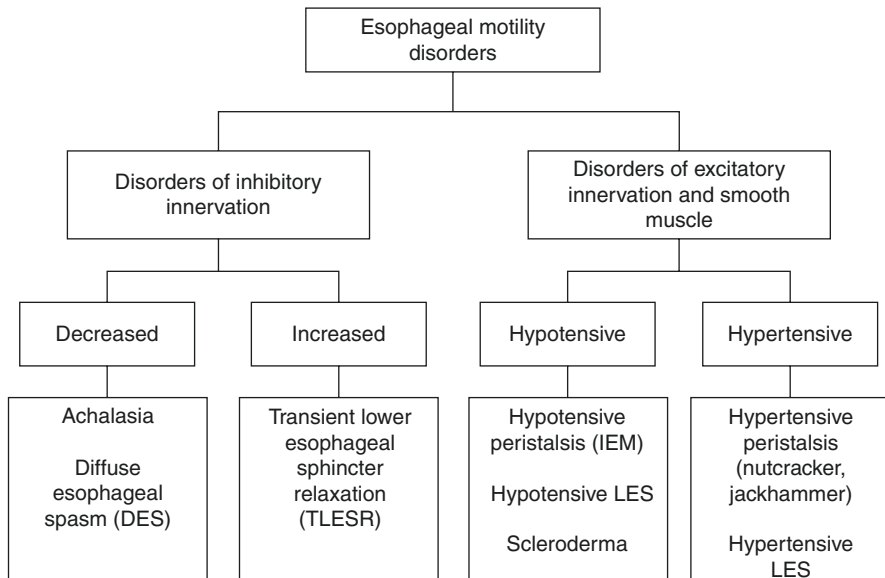 Esophageal motility
disorders
Disorders of inhibitory
innervation
Disorders of excitatory
innervation and smooth
muscle
Decreased
Increased
Hypotensive
Hypertensive
Achalasia
Diffuse
esophageal
spasm (DES)
Transient lower
esophageal
sphincter
relaxation
(TLESR)
Hypotensive
peristalsis (IEM)
Hypotensive LES
Scleroderma
Hypertensive
peristalsis
(nutcracker,
jackhammer)
Hypertensive
LES